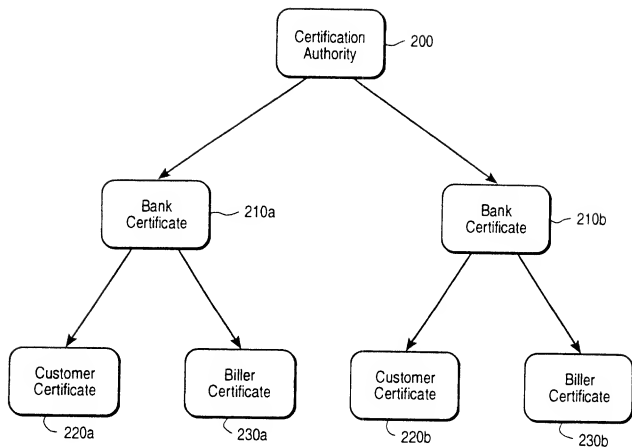 Certification
Authority
200
Bank
Certificate
210a
Bank
Certificate
210b
Customer
Certificate
220a
Biller
Certificate
230a
Customer
Certificate
220b
Biller
Certificate
230b